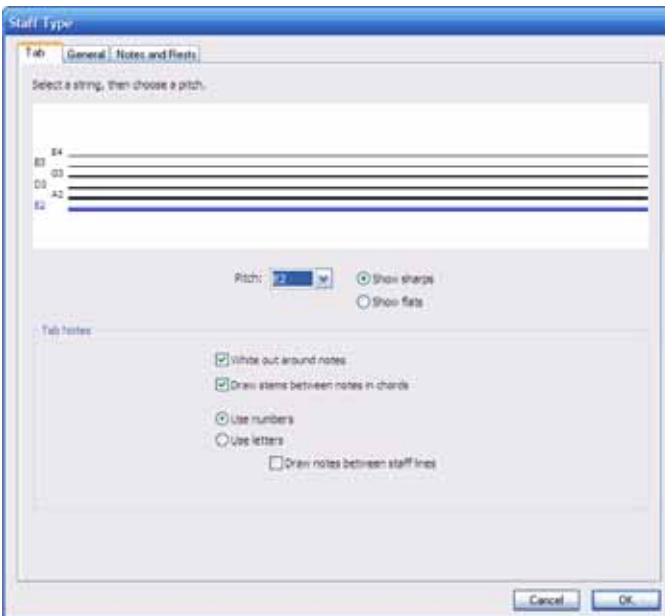 Staff Type
Tab General Notes and Rests
Select a string, then choose a pitch.
E4
B3
G3
D3
A2
E2
Pitch: E2
Show sharps
Show flats
Tab Notes
White out around notes
Draw stems between notes in chords
Use numbers
Use letters
Draw notes between staff lines
Cancel OK